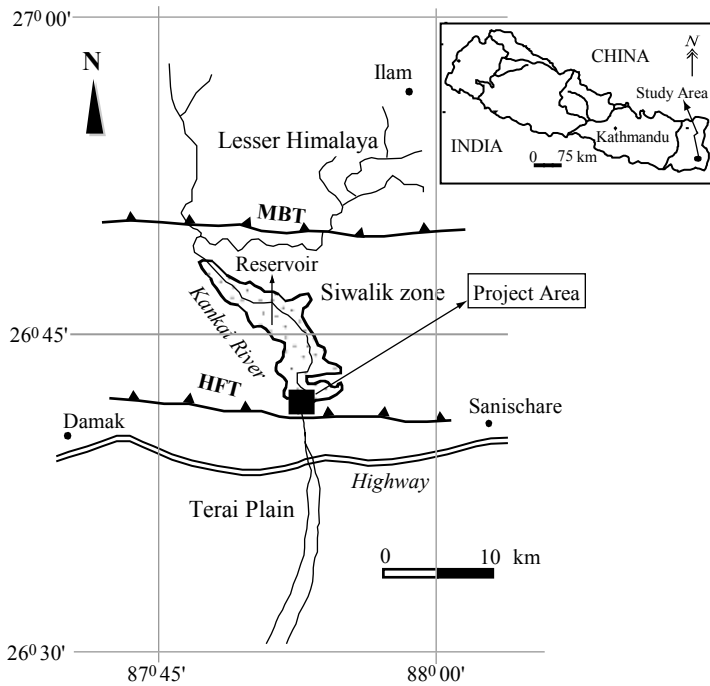 27⁰ 00'
N
Ilam
Lesser Himalaya
CHINA
N
Study Area
Kathmandu
INDIA
0 75 km
MBT
Reservoir
Siwalik zone
Project Area
26⁰ 45'
Kankai River
HFT
Damak
Sanischare
Highway
Terai Plain
0 10 km
26⁰ 30'
87⁰ 45'
88⁰ 00'